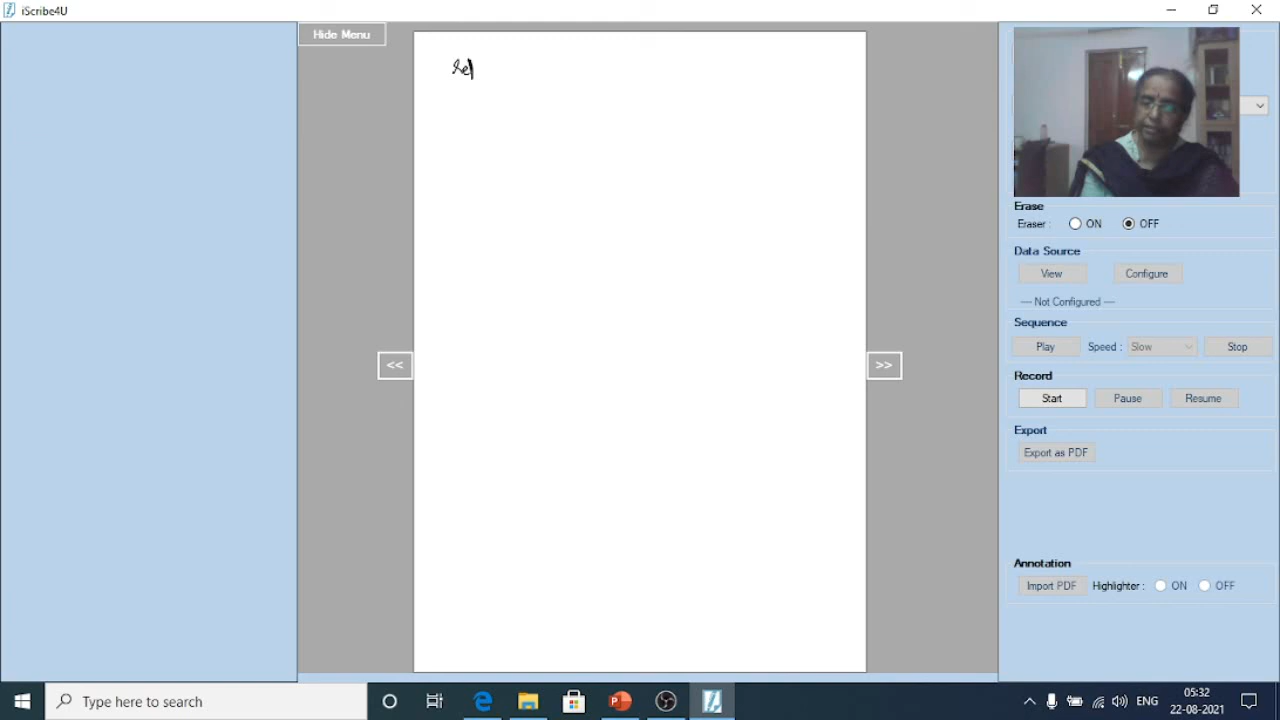 iScribe4U
Hide Menu
<<
>>
Erase
Eraser : ON OFF
Data Source
View Configure
--- Not Configured ---
Sequence
Play Speed : Slow Stop
Record
Start Pause Resume
Export
Export as PDF
Annotation
Import PDF Highlighter : ON OFF
Type here to search
ENG
05:32
22-08-2021